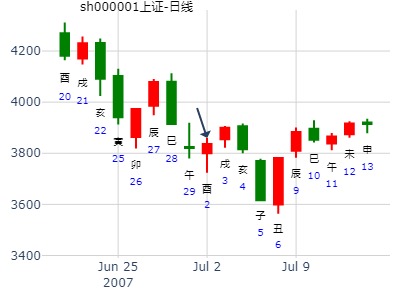 sh000001上证-日线
4200
4000
3800
3600
3400
酉
20
戌
21
亥
22
寅
25
卯
26
辰
27
巳
28
午
29
酉
2
戌
3
亥
4
子
5
丑
6
辰
9
巳
10
午
11
未
12
申
13
Jun 25
2007
Jul 2
Jul 9